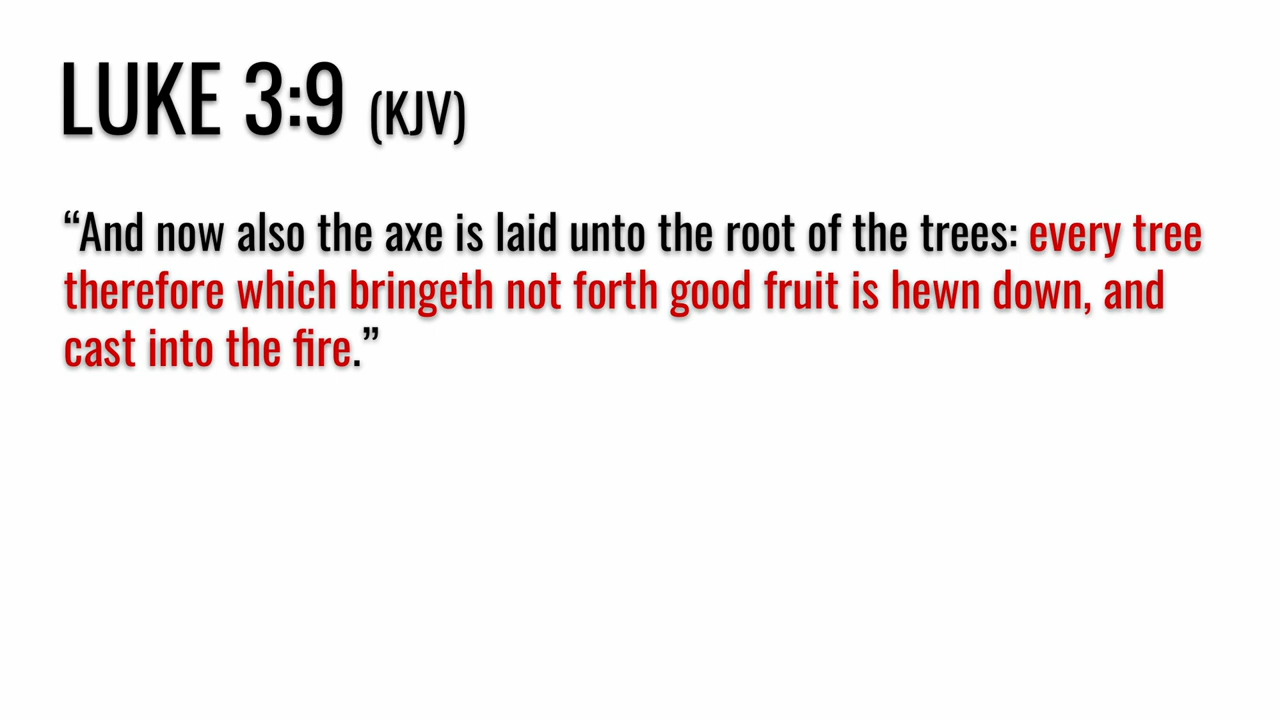 LUKE 3:9 (KJV)
“And now also the axe is laid unto the root of the trees: every tree
therefore which bringeth not forth good fruit is hewn down, and
cast into the fire.”